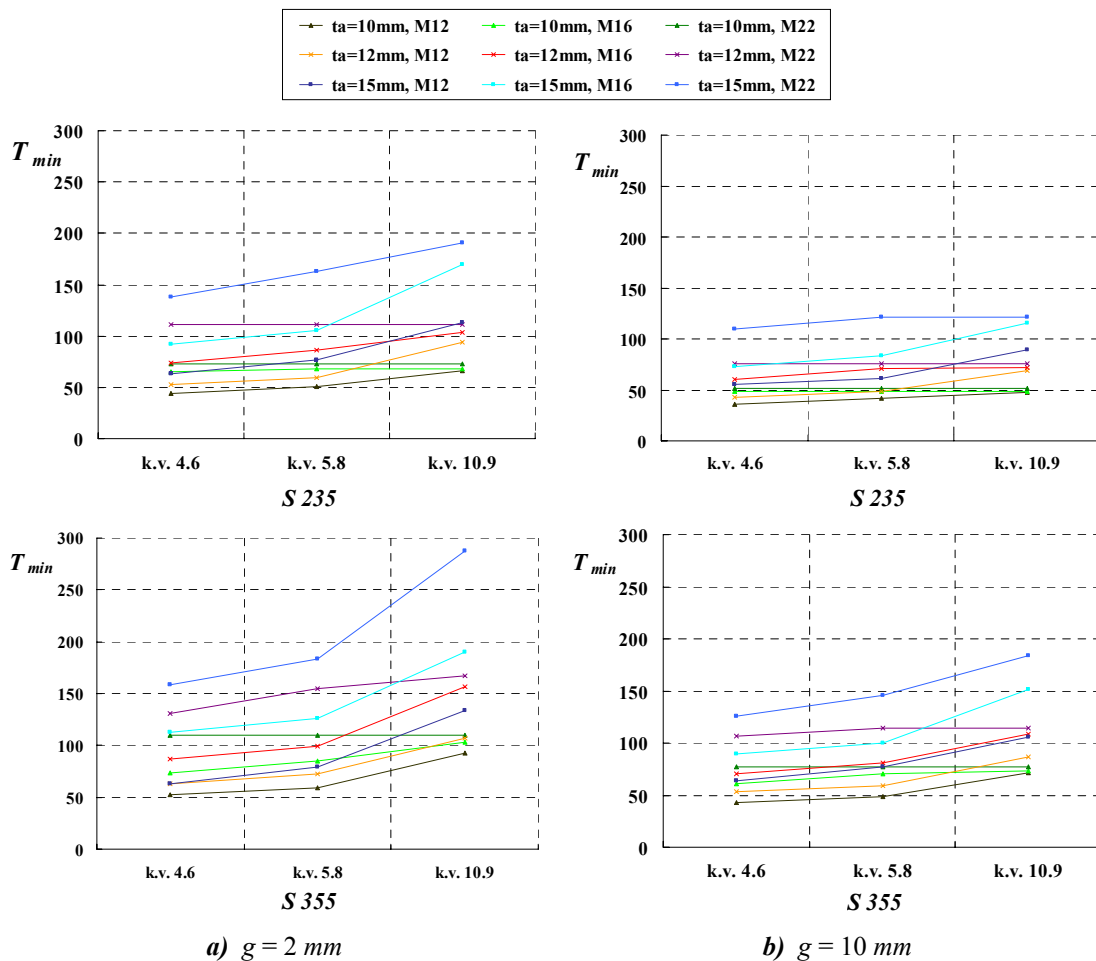 ta=10mm, M12 ta=10mm, M16 ta=10mm, M22
ta=12mm, M12 ta=12mm, M16 ta=12mm, M22
ta=15mm, M12 ta=15mm, M16 ta=15mm, M22
T min
300
250
200
150
100
50
0
k.v. 4.6 k.v. 5.8 k.v. 10.9
S 235
T min
300
250
200
150
100
50
0
k.v. 4.6 k.v. 5.8 k.v. 10.9
S 235
T min
300
250
200
150
100
50
0
k.v. 4.6 k.v. 5.8 k.v. 10.9
S 355
a) g = 2 mm
T min
300
250
200
150
100
50
0
k.v. 4.6 k.v. 5.8 k.v. 10.9
S 355
b) g = 10 mm